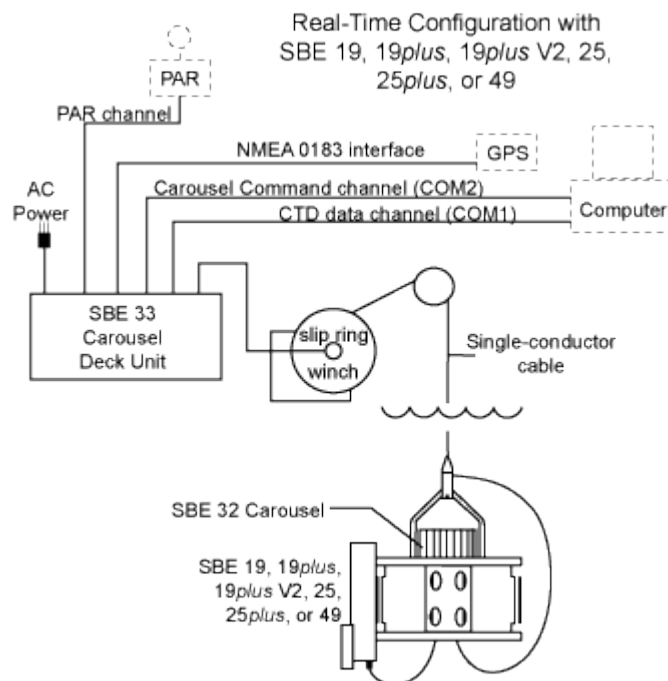 Real-Time Configuration with
SBE 19, 19plus, 19plus V2, 25,
25plus, or 49
PAR
PAR channel
NMEA 0183 interface
GPS
AC
Power
Carousel Command channel (COM2)
Computer
CTD data channel (COM1)
SBE 33
Carousel
Deck Unit
slip ring
winch
Single-conductor
cable
SBE 32 Carousel
SBE 19, 19plus,
19plus V2, 25,
25plus, or 49